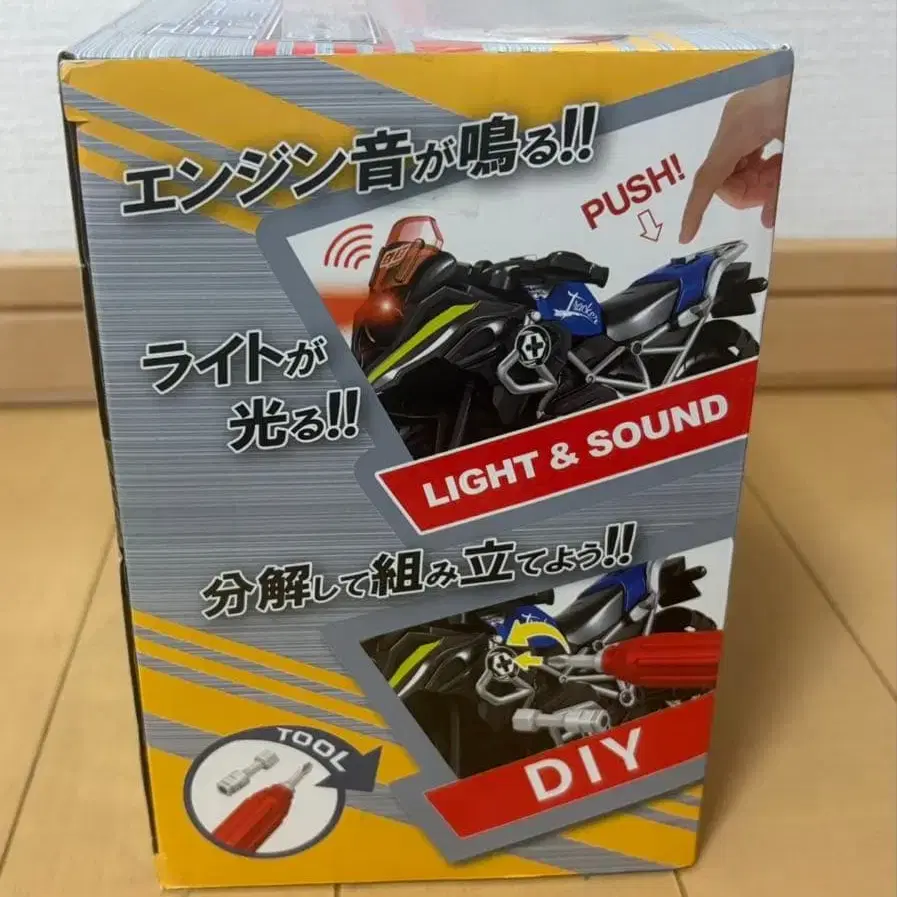 エンジン音が鳴る!!
PUSH!
Tracker
ライトが
光る!!
LIGHT & SOUND
分解して組み立てよう!!
TOOL
DIY